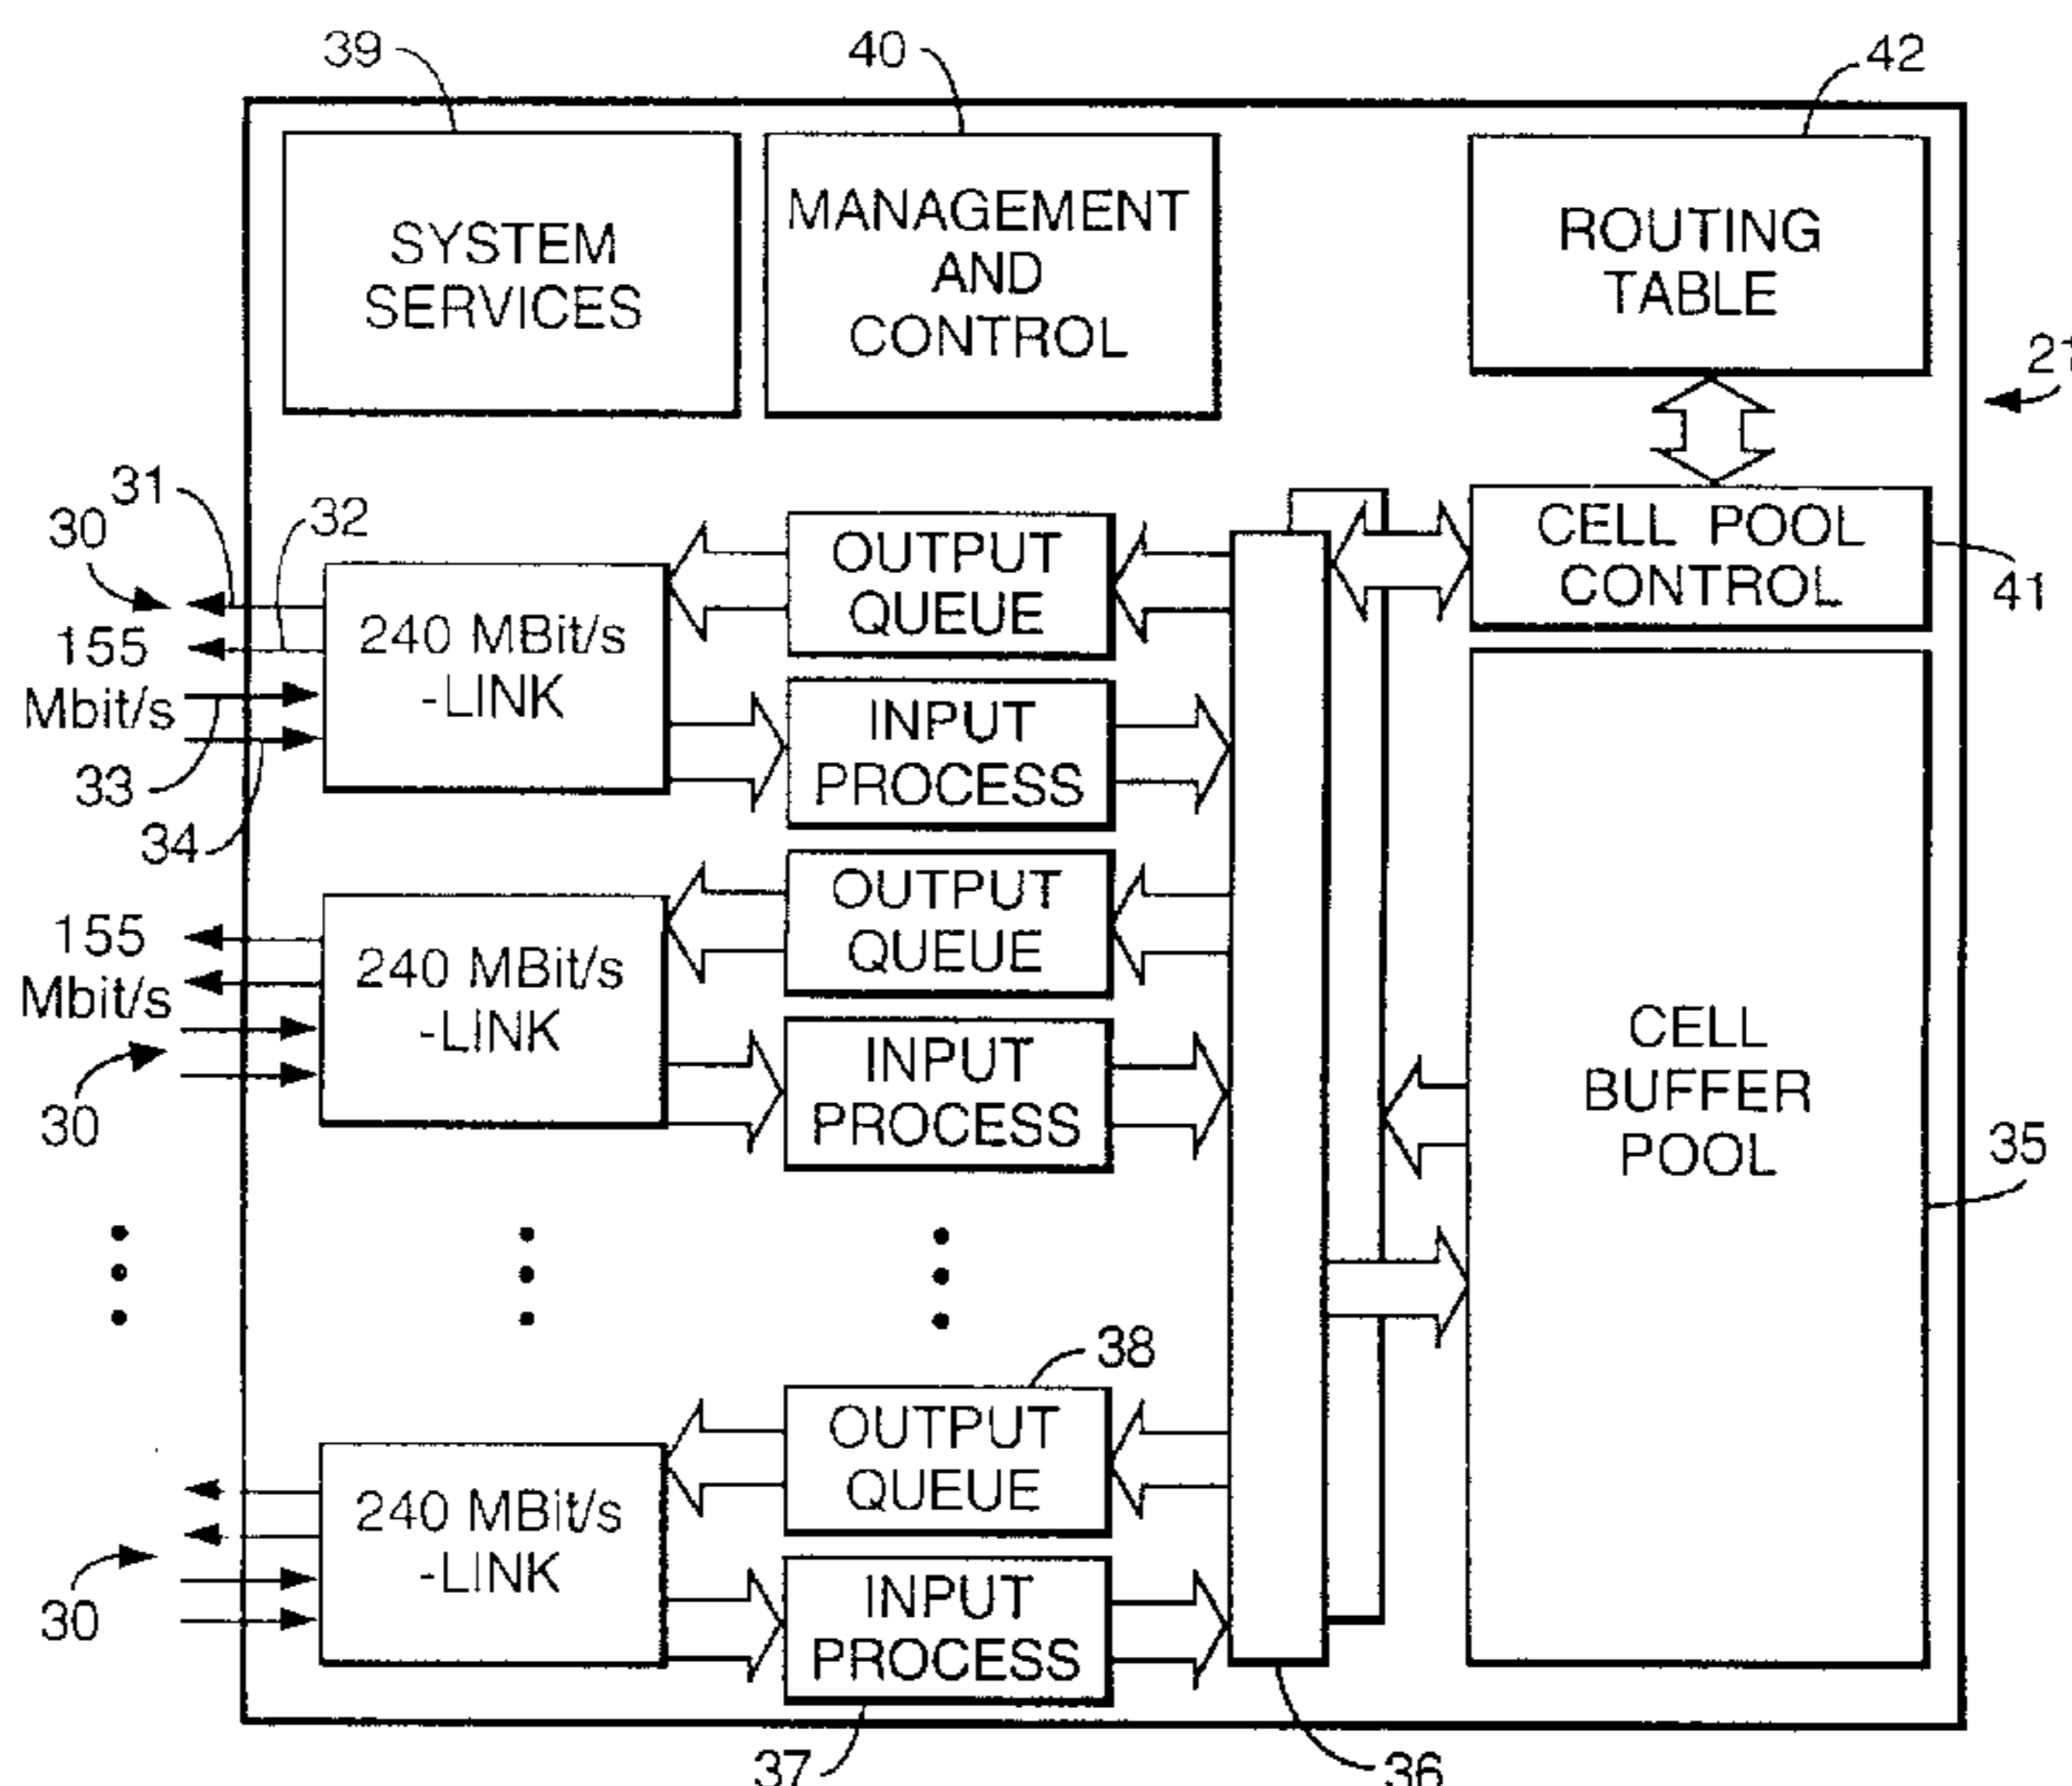 39
40
42
SYSTEM
SERVICES
MANAGEMENT
AND
CONTROL
ROUTING
TABLE
21
31
30
32
155
Mbit/s
33
34
240 MBit/s
-LINK
OUTPUT
QUEUE
INPUT
PROCESS
CELL POOL
CONTROL
41
155
Mbit/s
30
240 MBit/s
-LINK
OUTPUT
QUEUE
INPUT
PROCESS
CELL
BUFFER
POOL
35
38
30
240 MBit/s
-LINK
OUTPUT
QUEUE
INPUT
PROCESS
37
36